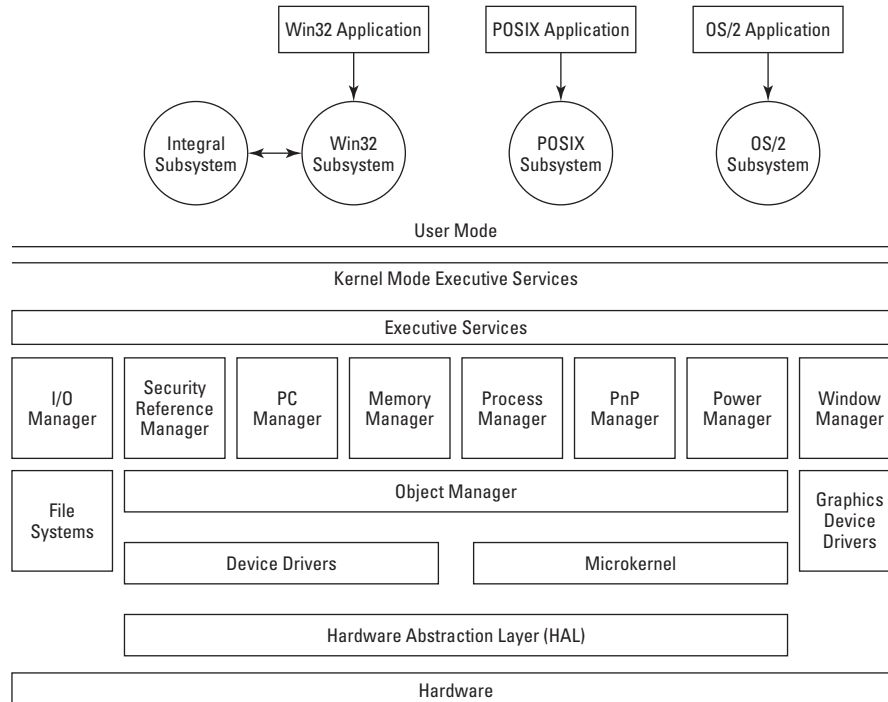 Win32 Application
POSIX Application
OS/2 Application
Integral
Subsystem
Win32
Subsystem
POSIX
Subsystem
OS/2
Subsystem
User Mode
Kernel Mode Executive Services
Executive Services
I/O
Manager
Security
Reference
Manager
PC
Manager
Memory
Manager
Process
Manager
PnP
Manager
Power
Manager
Window
Manager
File
Systems
Object Manager
Graphics
Device
Drivers
Device Drivers
Microkernel
Hardware Abstraction Layer (HAL)
Hardware